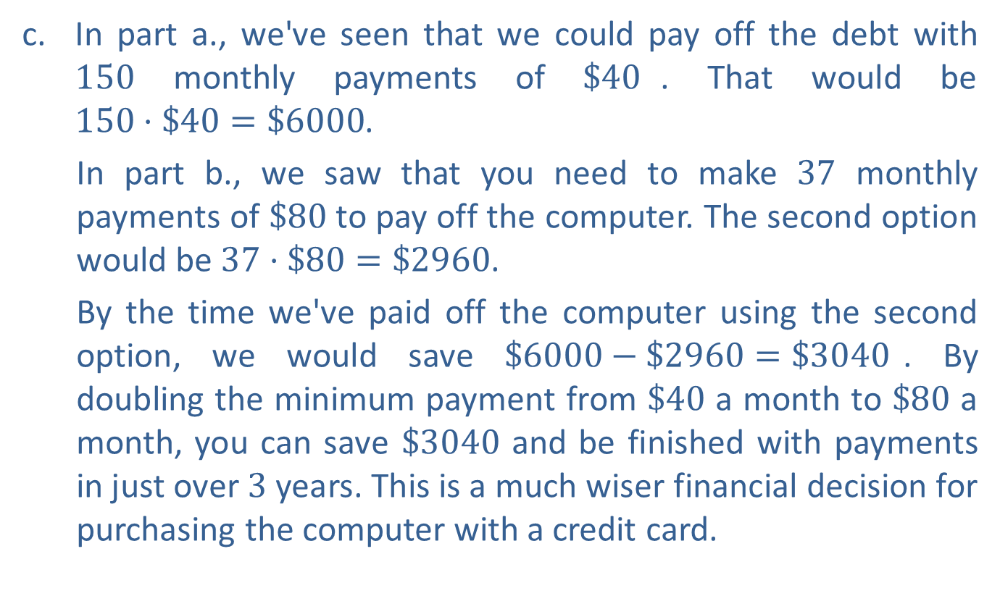 c. In part a., we've seen that we could pay off the debt with
150 monthly payments of $40 . That would be
150 · $40 = $6000.
In part b., we saw that you need to make 37 monthly
payments of $80 to pay off the computer. The second option
would be 37 · $80 = $2960.
By the time we've paid off the computer using the second
option, we would save $6000 − $2960 = $3040 . By
doubling the minimum payment from $40 a month to $80 a
month, you can save $3040 and be finished with payments
in just over 3 years. This is a much wiser financial decision for
purchasing the computer with a credit card.